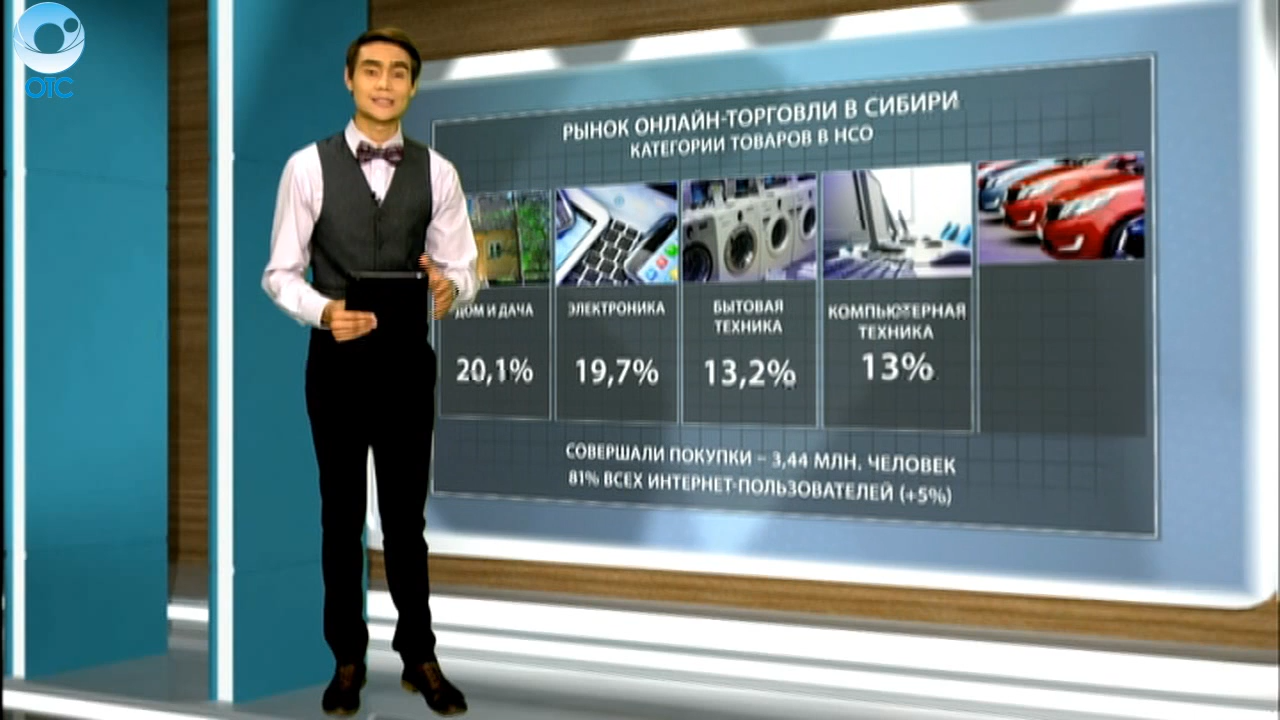 ОТС
РЫНОК ОНЛАЙН-ТОРГОВЛИ В СИБИРИ
КАТЕГОРИИ ТОВАРОВ В НСО
ДОМ И ДАЧА
20,1%
ЭЛЕКТРОНИКА
19,7%
БЫТОВАЯ
ТЕХНИКА
13,2%
КОМПЬЮТЕРНАЯ
ТЕХНИКА
13%
СОВЕРШАЛИ ПОКУПКИ – 3,44 МЛН. ЧЕЛОВЕК
81% ВСЕХ ИНТЕРНЕТ-ПОЛЬЗОВАТЕЛЕЙ (+5%)